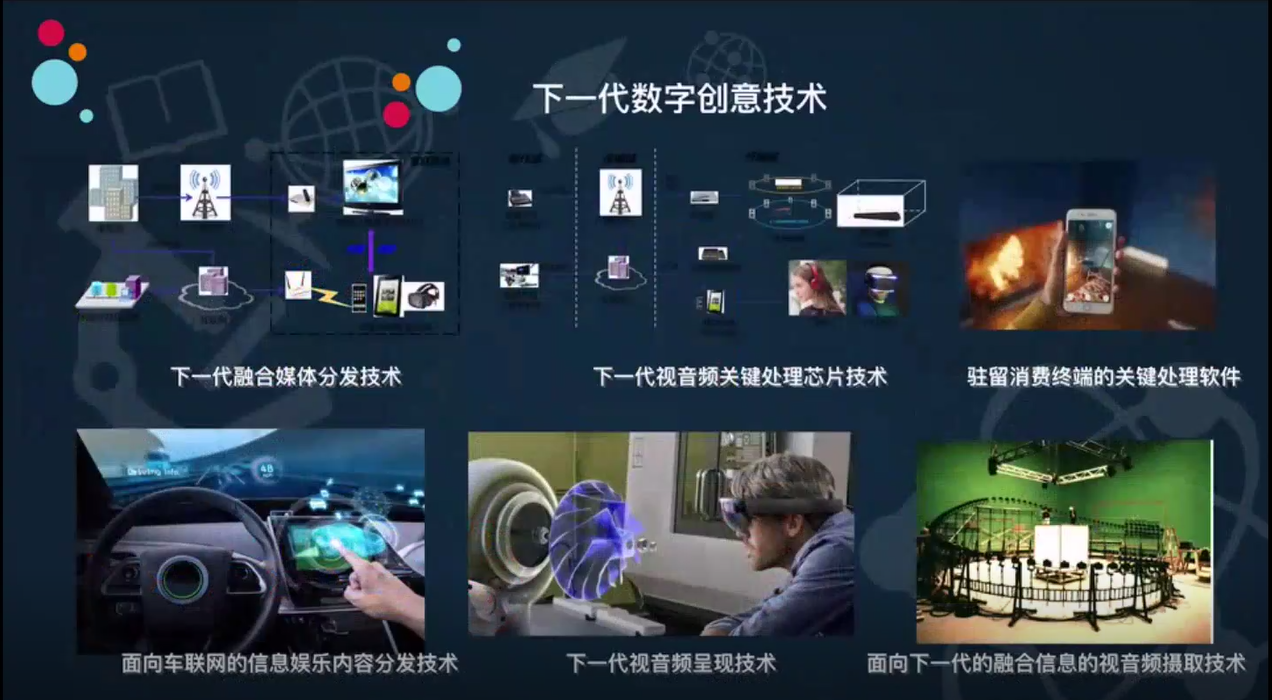 下一代数字创意技术
下一代融合媒体分发技术
下一代视音频关键处理芯片技术
驻留消费终端的关键处理软件
Driving Info.
48
面向车联网的信息娱乐内容分发技术
下一代视音频呈现技术
面向下一代的融合信息的视音频摄取技术